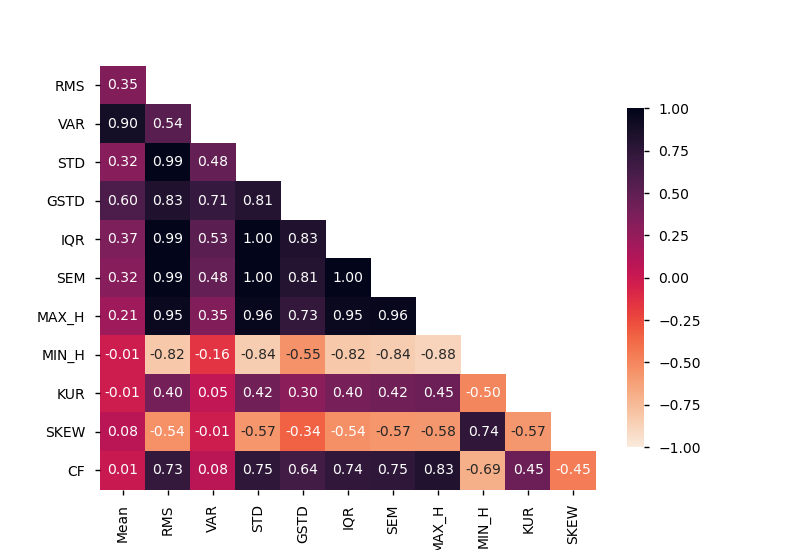 RMS 0.35
VAR 0.90 0.54
STD 0.32 0.99 0.48
GSTD 0.60 0.83 0.71 0.81
IQR 0.37 0.99 0.53 1.00 0.83
SEM 0.32 0.99 0.48 1.00 0.81 1.00
MAX_H 0.21 0.95 0.35 0.96 0.73 0.95 0.96
MIN_H -0.01 -0.82 -0.16 -0.84 -0.55 -0.82 -0.84 -0.88
KUR -0.01 0.40 0.05 0.42 0.30 0.40 0.42 0.45 -0.50
SKEW 0.08 -0.54 -0.01 -0.57 -0.34 -0.54 -0.57 -0.58 0.74 -0.57
CF 0.01 0.73 0.08 0.75 0.64 0.74 0.75 0.83 -0.69 0.45 -0.45
Mean RMS VAR STD GSTD IQR SEM MAX_H MIN_H KUR SKEW
1.00
0.75
0.50
0.25
0.00
−0.25
−0.50
−0.75
−1.00